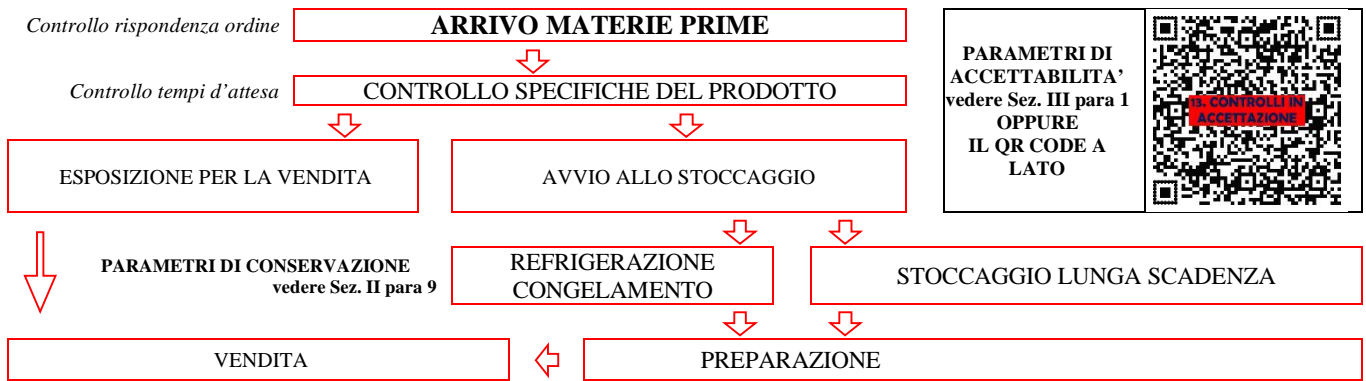 Controllo rispondenza ordine
ARRIVO MATERIE PRIME
Controllo tempi d'attesa
CONTROLLO SPECIFICHE DEL PRODOTTO
PARAMETRI DI
ACCETTABILITA'
vedere Sez. III para 1
OPPURE
IL QR CODE A
LATO
13. CONTROLLI IN
ACCETTAZIONE
ESPOSIZIONE PER LA VENDITA
AVVIO ALLO STOCCAGGIO
PARAMETRI DI CONSERVAZIONE
vedere Sez. II para 9
REFRIGERAZIONE
CONGELAMENTO
STOCCAGGIO LUNGA SCADENZA
VENDITA
PREPARAZIONE